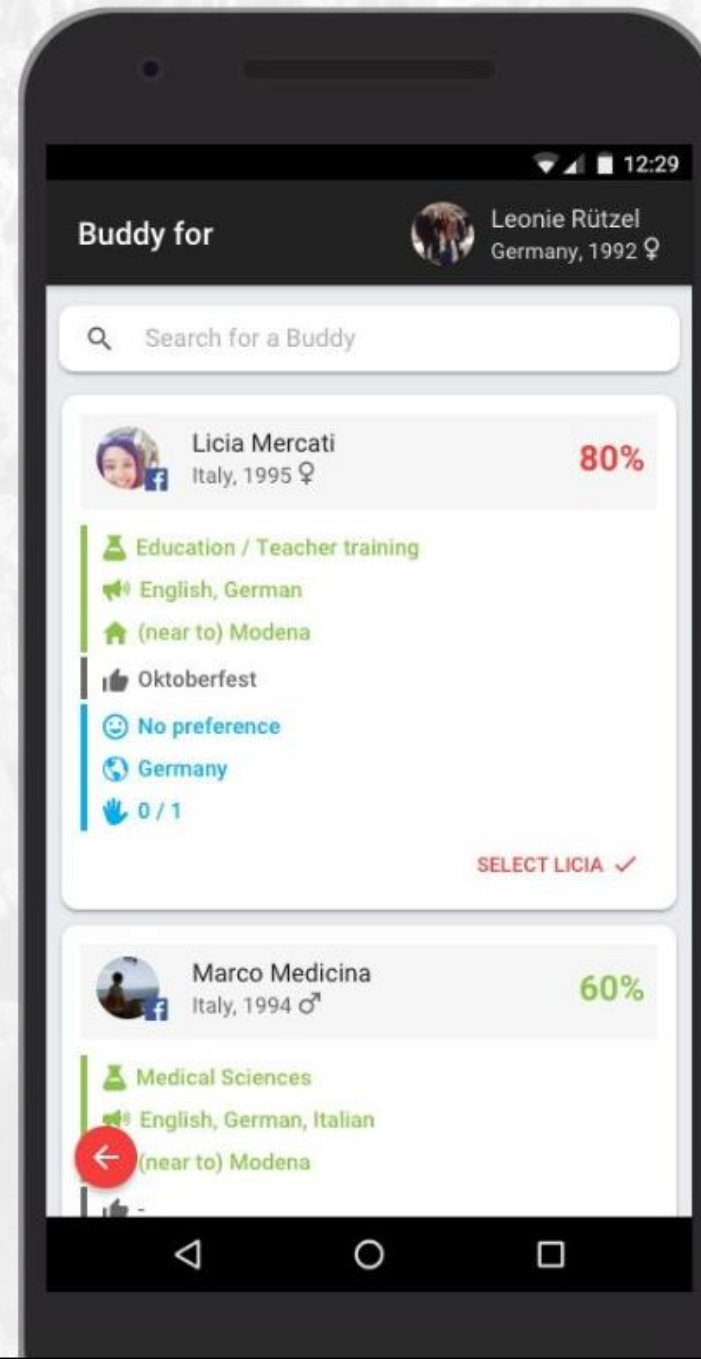 12:29
Buddy for
Leonie Rützel
Germany, 1992 ♀
Search for a Buddy
Licia Mercati
Italy, 1995 ♀
80%
Education / Teacher training
English, German
(near to) Modena
Oktoberfest
No preference
Germany
0 / 1
SELECT LICIA
Marco Medicina
Italy, 1994 ♂
60%
Medical Sciences
English, German, Italian
(near to) Modena
-